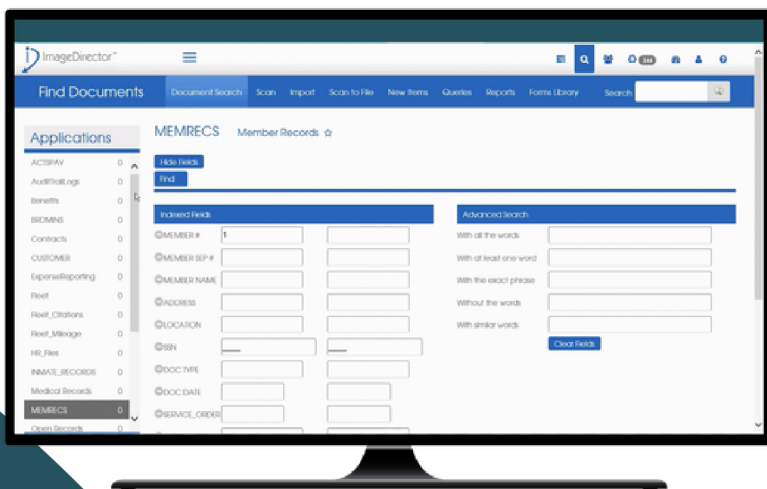 ImageDirector™
Find Documents
Document Search Scan Import Scan to File New Items Queries Reports Forms Library Search
Applications
ACTSPAY 0
AuditTrailLogs 0
Benefits 0
BROMINS 0
Contracts 0
CUSTOMER 0
ExpenseReporting 0
Fleet 0
Fleet_Citations 0
Fleet_Mileage 0
HR_Files 0
INMATE_RECORDS 0
Medical Records 0
MEMRECS 0
Open Records 0
MEMRECS Member Records
Hide Fields
Find
Indexed Fields
MEMBER # 1
MEMBER SEP #
MEMBER NAME
ADDRESS
LOCATION
SSN
DOC TYPE
DOC DATE
SERVICE_ORDER
Advanced Search
With all the words
With at least one word
With the exact phrase
Without the words
With similar words
Clear Fields